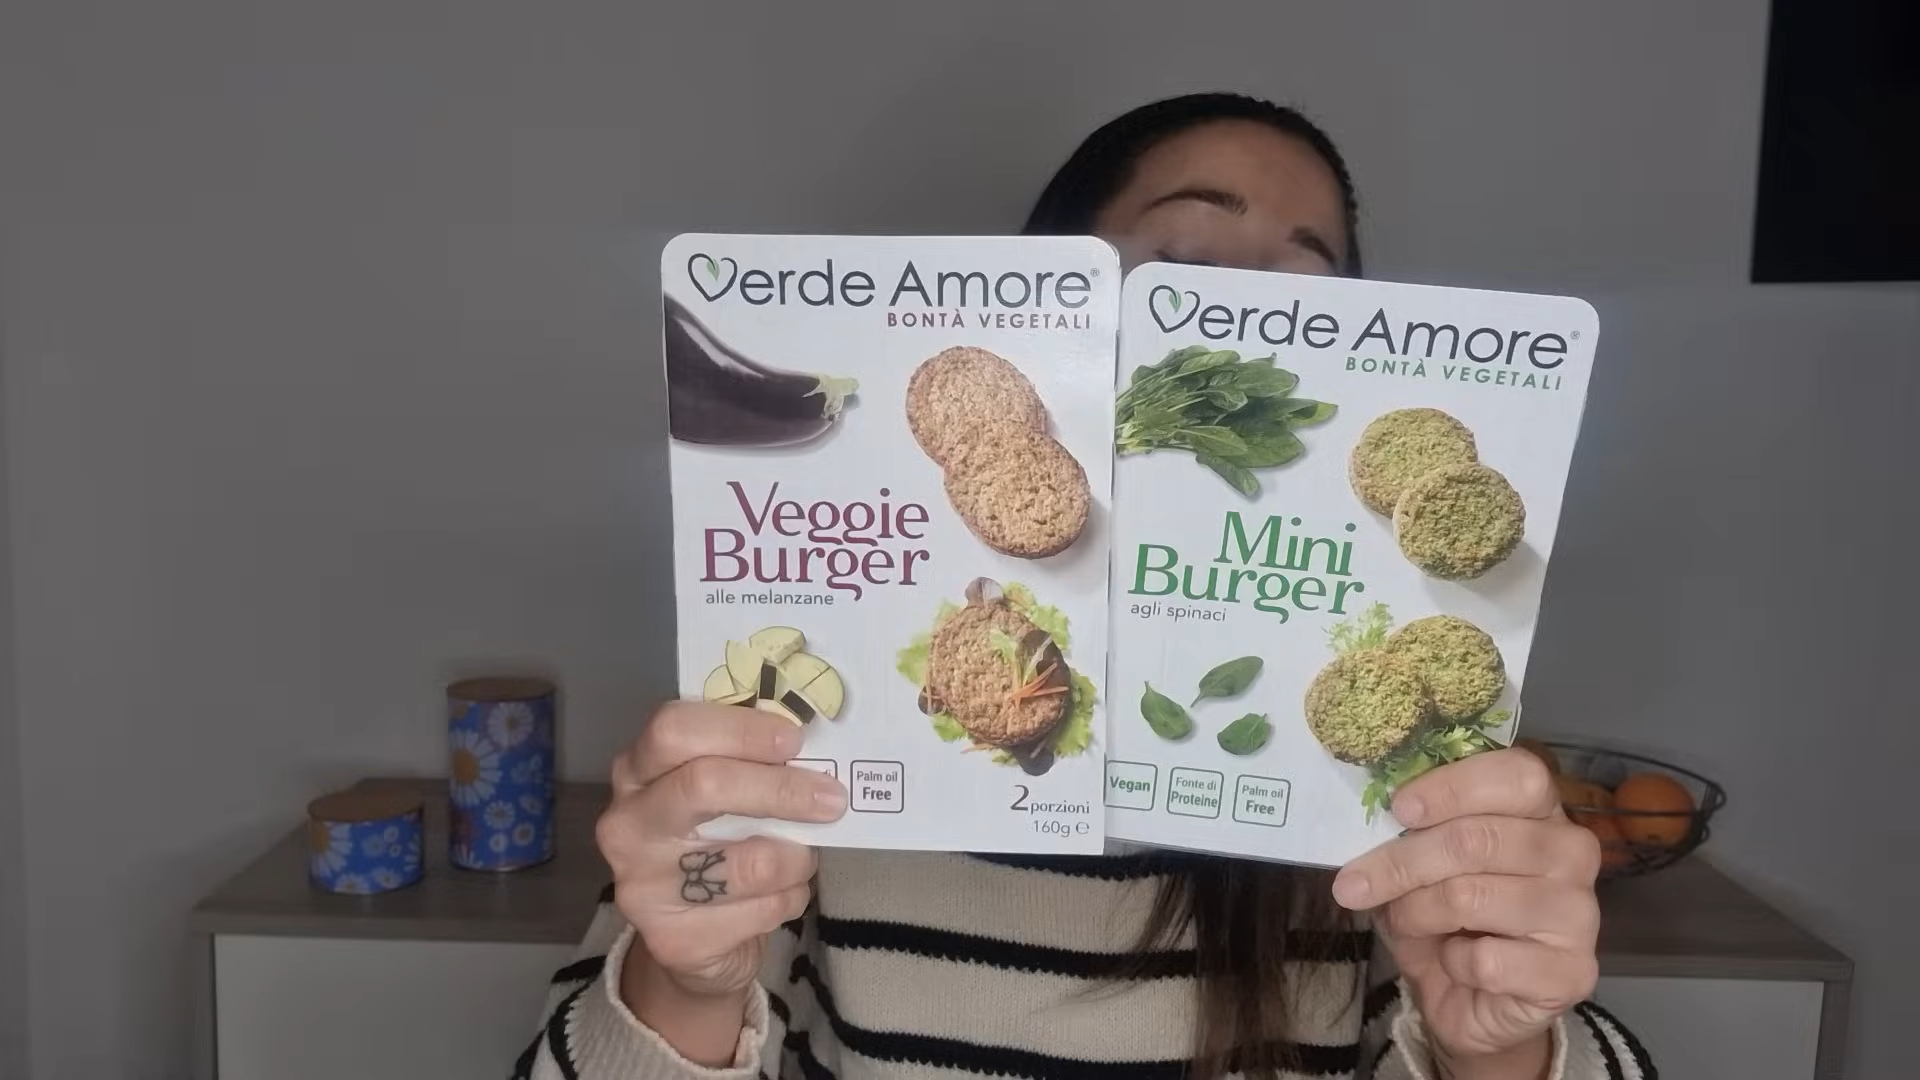 Verde Amore®
BONTÀ VEGETALI
Veggie
Burger
alle melanzane
Palm oil
Free
2 porzioni
160g ℮
Verde Amore®
BONTÀ VEGETALI
Mini
Burger
agli spinaci
Vegan
Fonte di
Proteine
Palm oil
Free